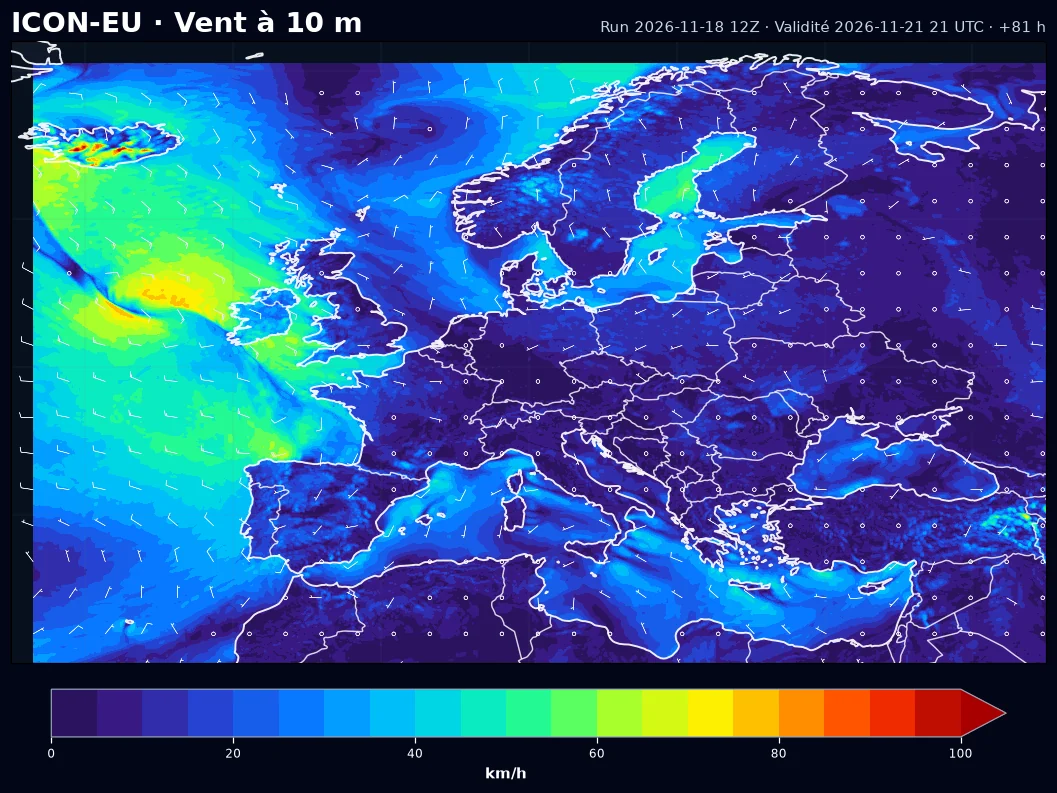 ICON-EU · Vent à 10 m
Run 2026-11-18 12Z · Validité 2026-11-21 21 UTC · +81 h
0 20 40 60 80 100
km/h